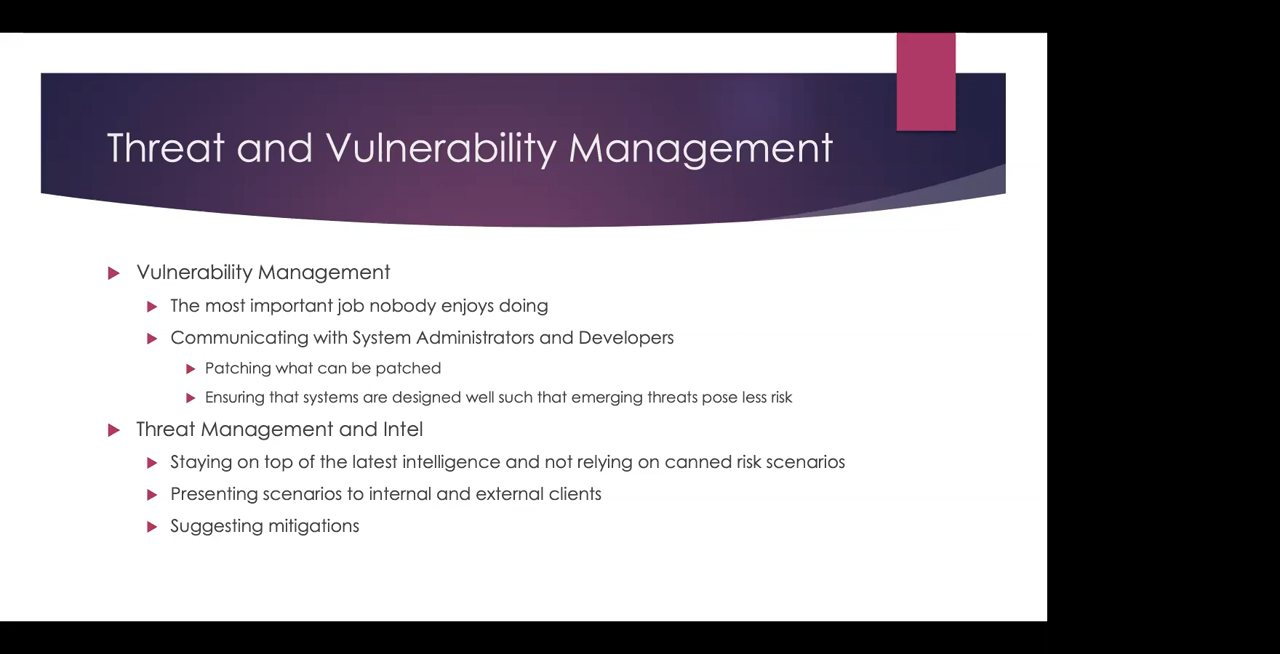 Threat and Vulnerability Management
Vulnerability Management
The most important job nobody enjoys doing
Communicating with System Administrators and Developers
Patching what can be patched
Ensuring that systems are designed well such that emerging threats pose less risk
Threat Management and Intel
Staying on top of the latest intelligence and not relying on canned risk scenarios
Presenting scenarios to internal and external clients
Suggesting mitigations